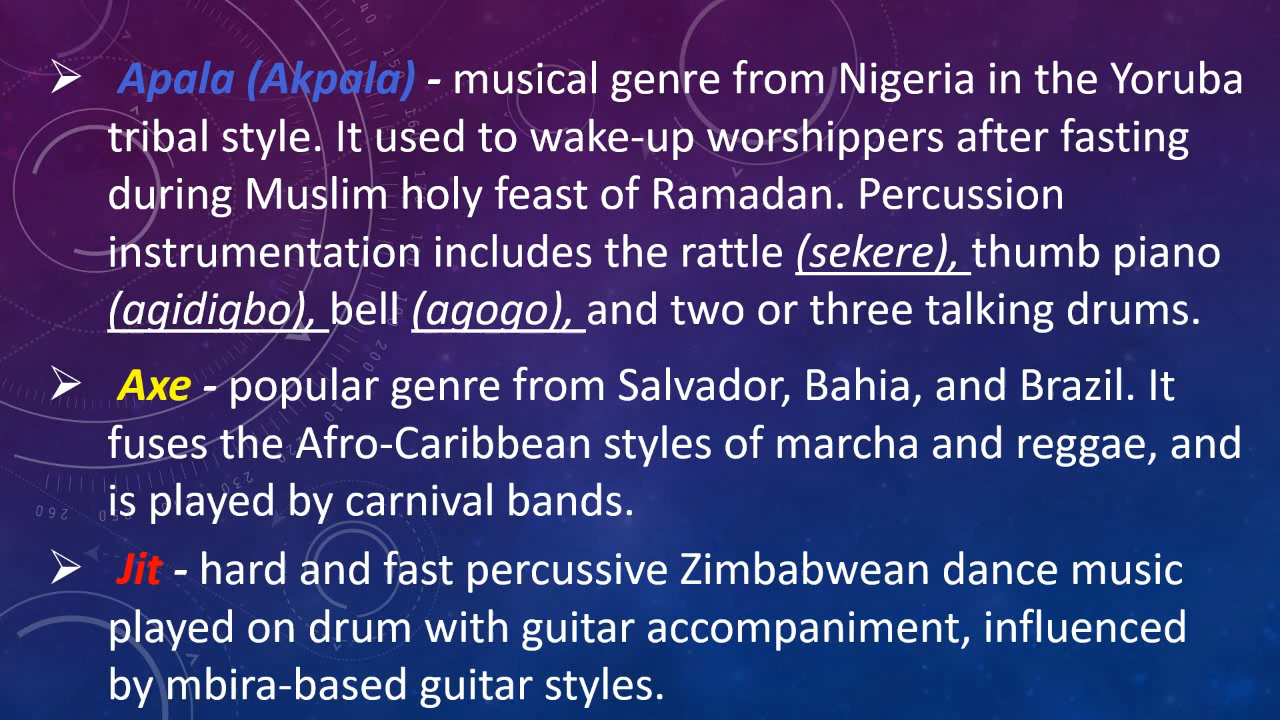 ➢ Apala (Akpala) - musical genre from Nigeria in the Yoruba
tribal style. It used to wake-up worshippers after fasting
during Muslim holy feast of Ramadan. Percussion
instrumentation includes the rattle (sekere), thumb piano
(agidigbo), bell (agogo), and two or three talking drums.
➢ Axe - popular genre from Salvador, Bahia, and Brazil. It
fuses the Afro-Caribbean styles of marcha and reggae, and
is played by carnival bands.
➢ Jit - hard and fast percussive Zimbabwean dance music
played on drum with guitar accompaniment, influenced
by mbira-based guitar styles.